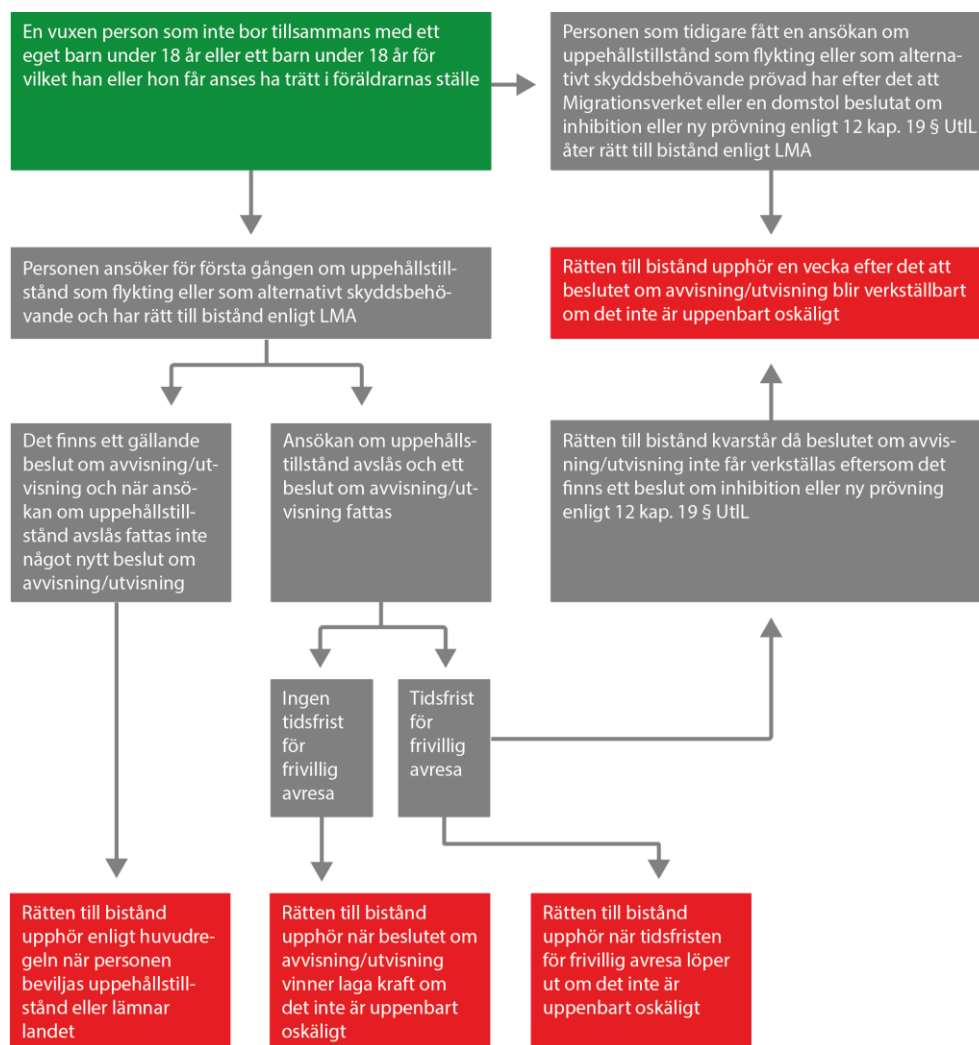 En vuxen person som inte bor tillsammans med ett
eget barn under 18 år eller ett barn under 18 år för
vilket han eller hon får anses ha trätt i föräldrarnas ställe
Personen som tidigare fått en ansökan om
uppehållstillstånd som flykting eller som alterna-
tivt skyddsbehövande prövad har efter det att
Migrationsverket eller en domstol beslutat om
inhibition eller ny prövning enligt 12 kap. 19 § UtlL
åter rätt till bistånd enligt LMA
Personen ansöker för första gången om uppehållstill-
stånd som flykting eller som alternativt skyddsbehö-
vande och har rätt till bistånd enligt LMA
Rätten till bistånd upphör en vecka efter det att
beslutet om avvisning/utvisning blir verkställbart
om det inte är uppenbart oskäligt
Det finns ett gällande
beslut om avvisning/ut-
visning och när ansö-
kan om uppehållstill-
stånd avslås fattas inte
något nytt beslut om
avvisning/utvisning
Ansökan om uppehålls-
tillstånd avslås och ett
beslut om avvisning/ut-
visning fattas
Rätten till bistånd kvarstår då beslutet om avvis-
ning/utvisning inte får verkställas eftersom det
finns ett beslut om inhibition eller ny prövning
enligt 12 kap. 19 § UtlL
Ingen
tidsfrist
för
frivillig
avresa
Tidsfrist
för
frivillig
avresa
Rätten till bistånd
upphör enligt huvudre-
geln när personen
beviljas uppehållstill-
stånd eller lämnar
landet
Rätten till bistånd
upphör när beslutet om
avvisning/utvisning
vinner laga kraft om
det inte är uppenbart
oskäligt
Rätten till bistånd
upphör när tidsfristen
för frivillig avresa löper
ut om det inte är
uppenbart oskäligt